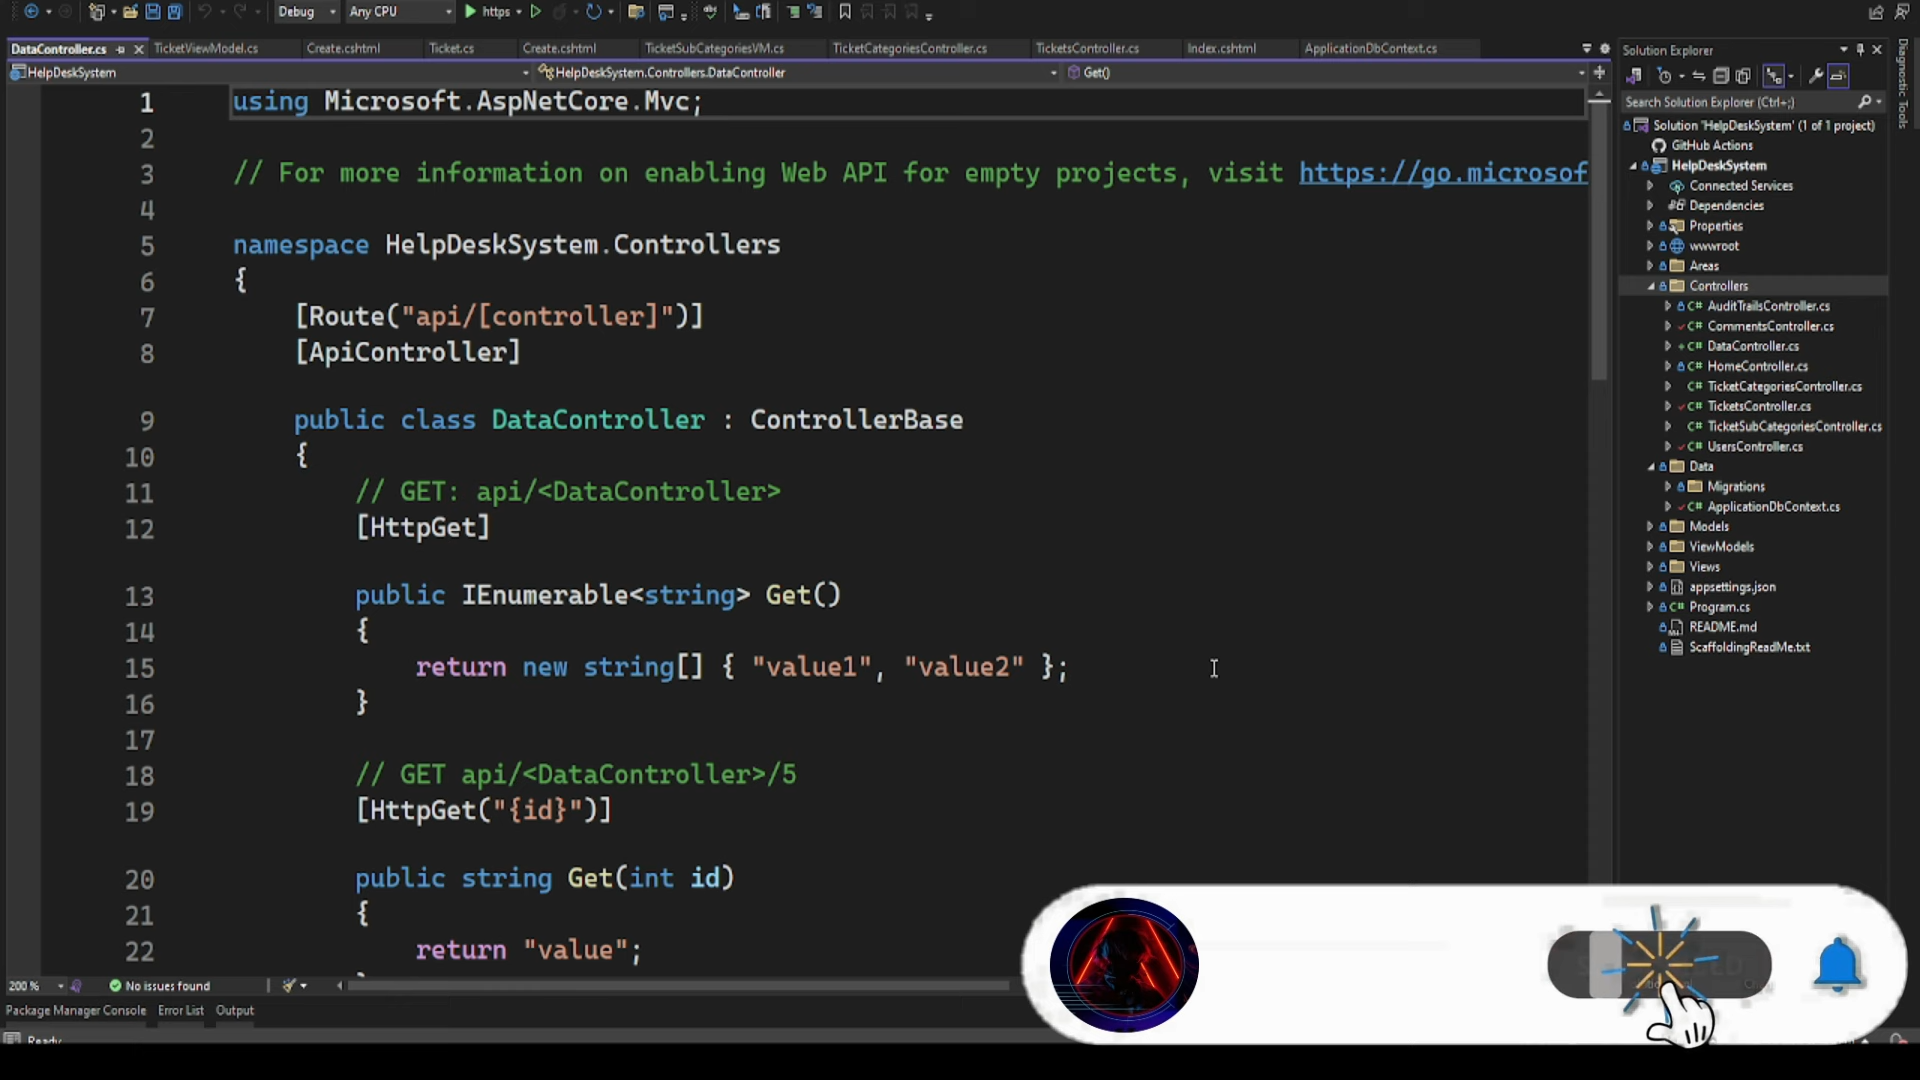 Debug
Any CPU
https
DataController.cs
TicketViewModel.cs
Create.cshtml
Ticket.cs
Create.cshtml
TicketSubCategoriesVM.cs
TicketCategoriesController.cs
TicketsController.cs
Index.cshtml
ApplicationDbContext.cs
HelpDeskSystem
HelpDeskSystem.Controllers.DataController
Get()
1 using Microsoft.AspNetCore.Mvc;
2
3 // For more information on enabling Web API for empty projects, visit https://go.microsof
4
5 namespace HelpDeskSystem.Controllers
6 {
7 [Route("api/[controller]")]
8 [ApiController]
9 public class DataController : ControllerBase
10 {
11 // GET: api/<DataController>
12 [HttpGet]
13 public IEnumerable<string> Get()
14 {
15 return new string[] { "value1", "value2" };
16 }
17
18 // GET api/<DataController>/5
19 [HttpGet("{id}")]
20 public string Get(int id)
21 {
22 return "value";
200 %
No issues found
Package Manager Console
Error List
Output
Ready
Solution Explorer
Search Solution Explorer (Ctrl+;)
Solution 'HelpDeskSystem' (1 of 1 project)
GitHub Actions
HelpDeskSystem
Connected Services
Dependencies
Properties
wwwroot
Areas
Controllers
C# AuditTrailsController.cs
C# CommentsController.cs
C# DataController.cs
C# HomeController.cs
C# TicketCategoriesController.cs
C# TicketsController.cs
C# TicketSubCategoriesController.cs
C# UsersController.cs
Data
Migrations
C# ApplicationDbContext.cs
Models
ViewModels
Views
appsettings.json
C# Program.cs
README.md
ScaffoldingReadMe.txt
Diagnostic Tools